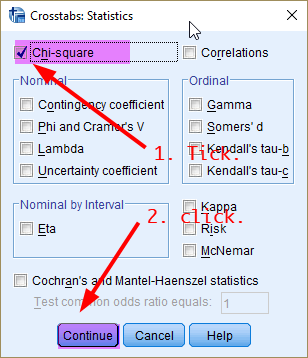 Crosstabs: Statistics
Chi-square
Correlations
Nominal
Ordinal
Contingency coefficient
Gamma
Phi and Cramer's V
Somers' d
Lambda
Kendall's tau-b
1. Tick.
Uncertainty coefficient
Kendall's tau-c
Nominal by Interval
Kappa
2. click.
Eta
Risk
McNemar
Cochran's and Mantel-Haenszel statistics
Test common odds ratio equals: 1
Continue
Cancel
Help